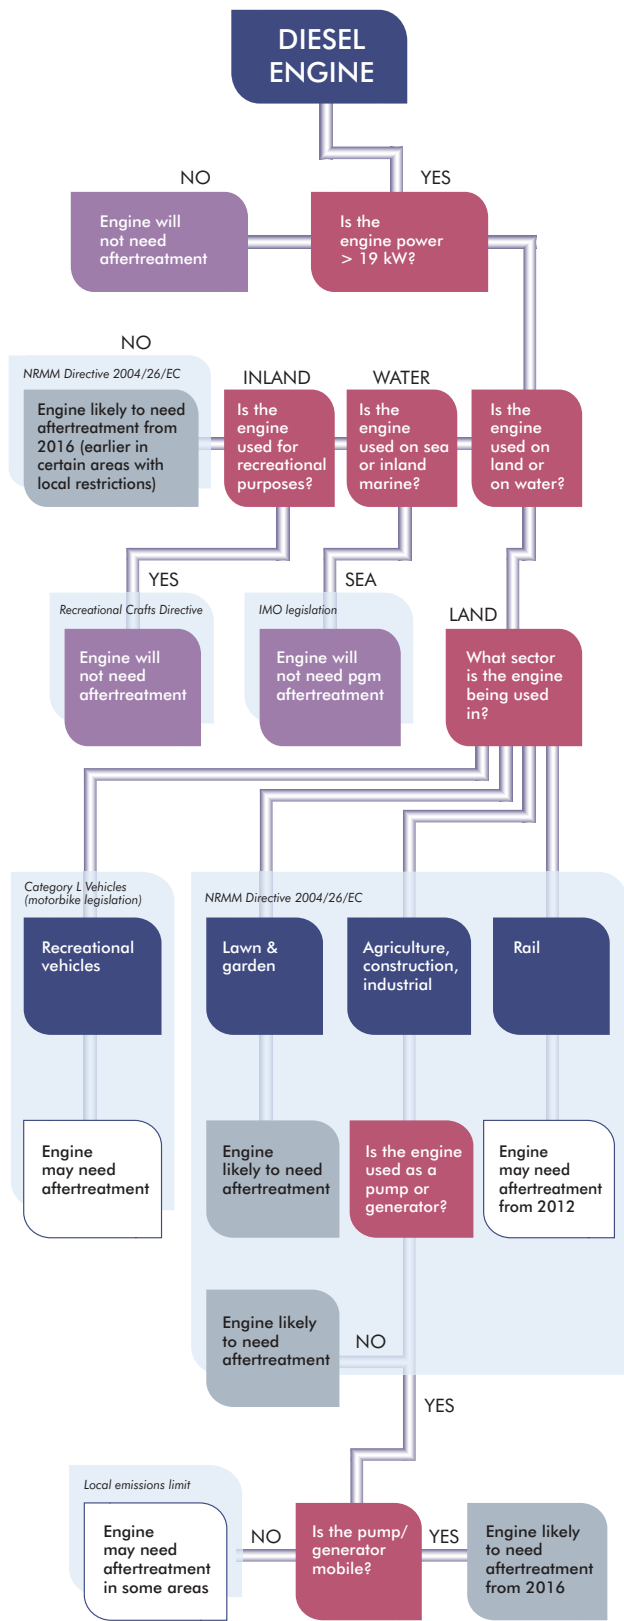 DIESEL
ENGINE
NO
YES
Engine will
not need
aftertreatment
Is the
engine power
> 19 kW?
NO
NRMM Directive 2004/26/EC
Engine likely to need
aftertreatment from
2016 (earlier in
certain areas with
local restrictions)
INLAND
Is the
engine
used for
recreational
purposes?
WATER
Is the
engine
used on sea
or inland
marine?
Is the
engine
used on
land or
on water?
YES
Recreational Crafts Directive
Engine will
not need
aftertreatment
SEA
IMO legislation
Engine will
not need pgm
aftertreatment
LAND
What sector
is the engine
being used
in?
Category L Vehicles
(motorbike legislation)
Recreational
vehicles
NRMM Directive 2004/26/EC
Lawn &
garden
Agriculture,
construction,
industrial
Rail
Engine
may need
aftertreatment
Engine
likely to need
aftertreatment
Is the engine
used as a
pump or
generator?
Engine
may need
aftertreatment
from 2012
Engine likely
to need
aftertreatment
NO
YES
Local emissions limit
Engine
may need
aftertreatment
in some areas
NO
Is the pump/
generator
mobile?
YES
Engine likely
to need
aftertreatment
from 2016